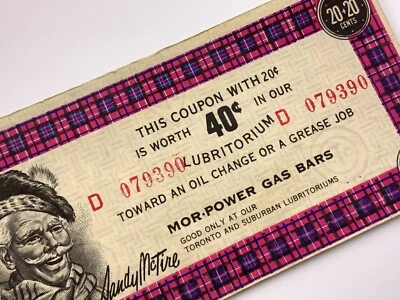 20·20
CENTS
THIS COUPON WITH 20¢
IS WORTH 40¢ IN OUR
LUBRITORIUM D 079390
D 079390
TOWARD AN OIL CHANGE OR A GREASE JOB
MOR-POWER GAS BARS
GOOD ONLY AT OUR
TORONTO AND SUBURBAN LUBRITORIUMS
Sandy McTire